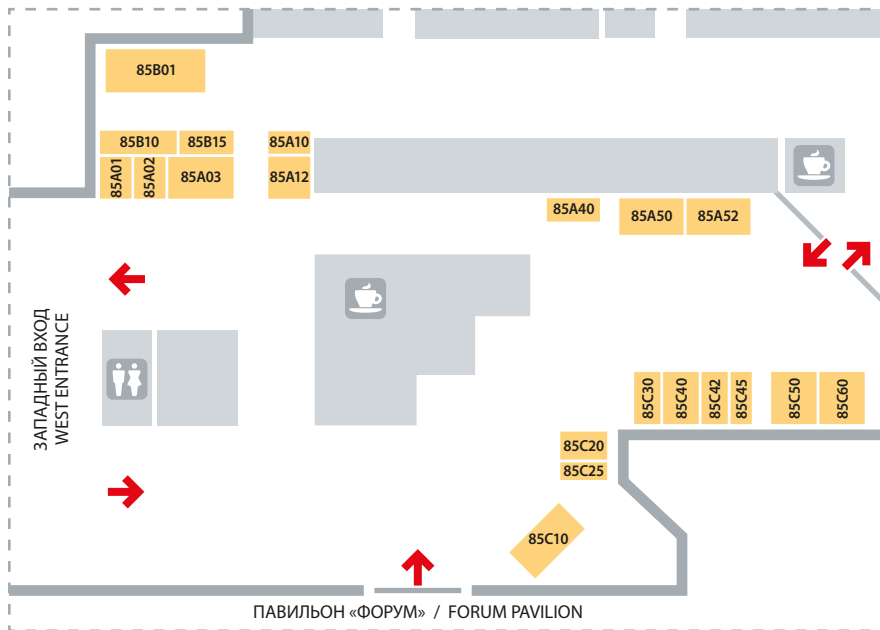 85B01
85B10
85B15
85A10
85A01
85A02
85A03
85A12
85A40
85A50
85A52
ЗАПАДНЫЙ ВХОД
WEST ENTRANCE
85C30
85C40
85C42
85C45
85C50
85C60
85C20
85C25
85C10
ПАВИЛЬОН «ФОРУМ» / FORUM PAVILION